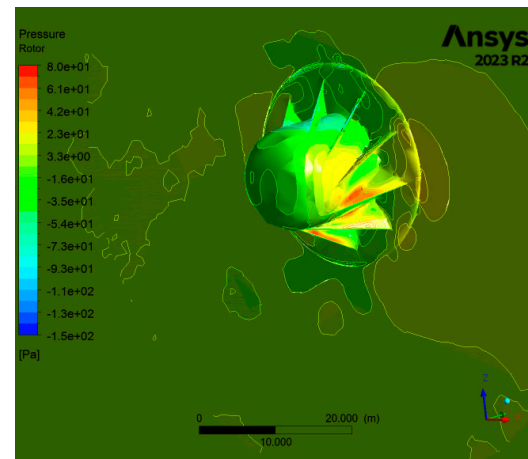 Pressure
Rotor
8.0e+01
6.1e+01
4.2e+01
2.3e+01
3.3e+00
-1.6e+01
-3.5e+01
-5.4e+01
-7.3e+01
-9.3e+01
-1.1e+02
-1.3e+02
-1.5e+02
[Pa]
Ansys
2023 R2
0
20.000
(m)
10.000